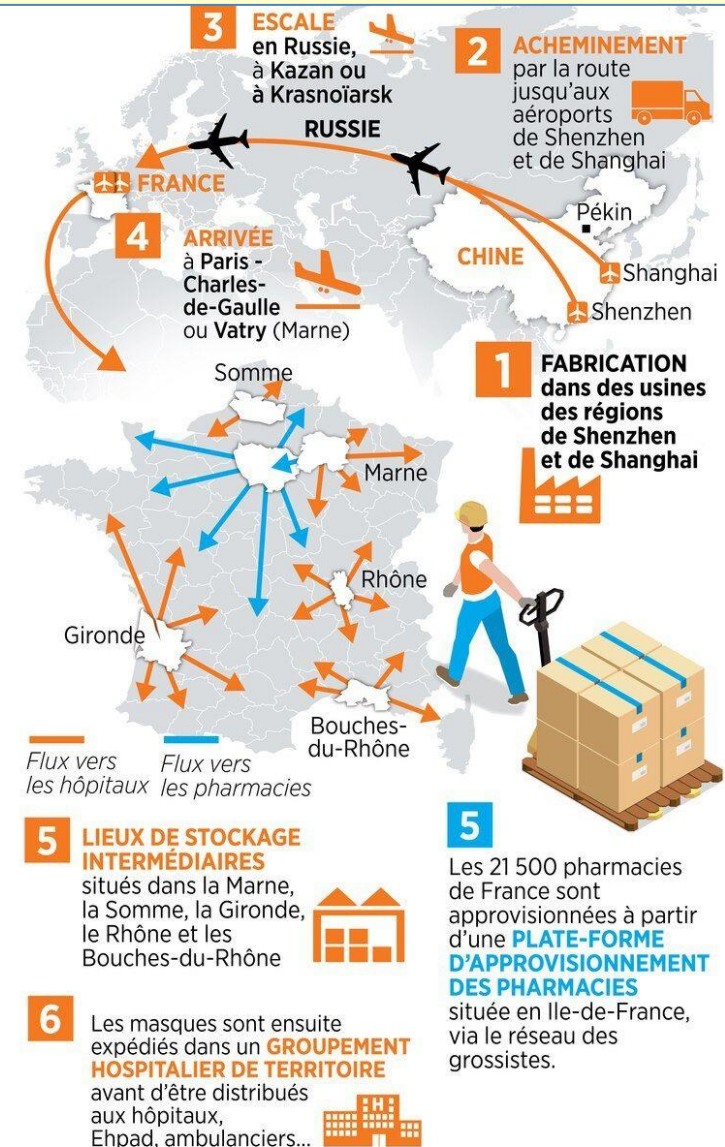 3
ESCALE
en Russie,
à Kazan ou
à Krasnoïarsk
2
ACHEMINEMENT
par la route
jusqu'aux
aéroports
de Shenzhen
et de Shanghai
RUSSIE
FRANCE
4
ARRIVÉE
à Paris -
Charles-
de-Gaulle
ou Vatry (Marne)
CHINE
Pékin
Shanghai
Shenzhen
1
FABRICATION
dans des usines
des régions
de Shenzhen
et de Shanghai
Somme
Marne
Rhône
Gironde
Bouches-
du-Rhône
Flux vers
les hôpitaux
Flux vers
les pharmacies
5
LIEUX DE STOCKAGE
INTERMÉDIAIRES
situés dans la Marne,
la Somme, la Gironde,
le Rhône et les
Bouches-du-Rhône
5
Les 21 500 pharmacies
de France sont
approvisionnées à partir
d'une PLATE-FORME
D'APPROVISIONNEMENT
DES PHARMACIES
située en Ile-de-France,
via le réseau des
grossistes.
6
Les masques sont ensuite
expédiés dans un GROUPEMENT
HOSPITALIER DE TERRITOIRE
avant d'être distribués
aux hôpitaux,
Ehpad, ambulanciers...
H